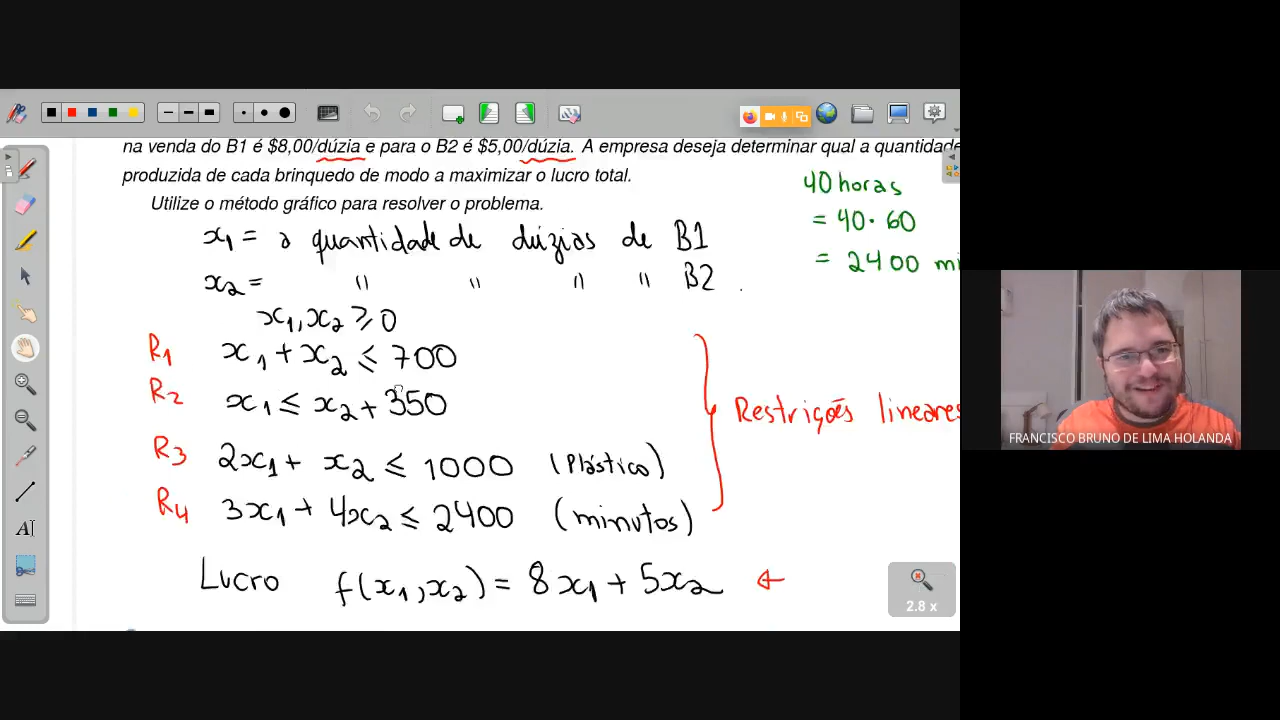 na venda do B1 é $8,00/dúzia e para o B2 é $5,00/dúzia. A empresa deseja determinar qual a quantidade
produzida de cada brinquedo de modo a maximizar o lucro total.
Utilize o método gráfico para resolver o problema.
40 horas
= 40·60
= 2400 mi
x₁ = a quantidade de dúzias de B1
x₂ = " " " " B2
x₁,x₂ ≥ 0
R1 x₁ + x₂ ≤ 700
R2 x₁ ≤ x₂ + 350
R3 2x₁ + x₂ ≤ 1000 (Plástico)
R4 3x₁ + 4x₂ ≤ 2400 (minutos)
Restrições lineares
Lucro f(x₁,x₂) = 8x₁ + 5x₂ ←
2.8 x
FRANCISCO BRUNO DE LIMA HOLANDA